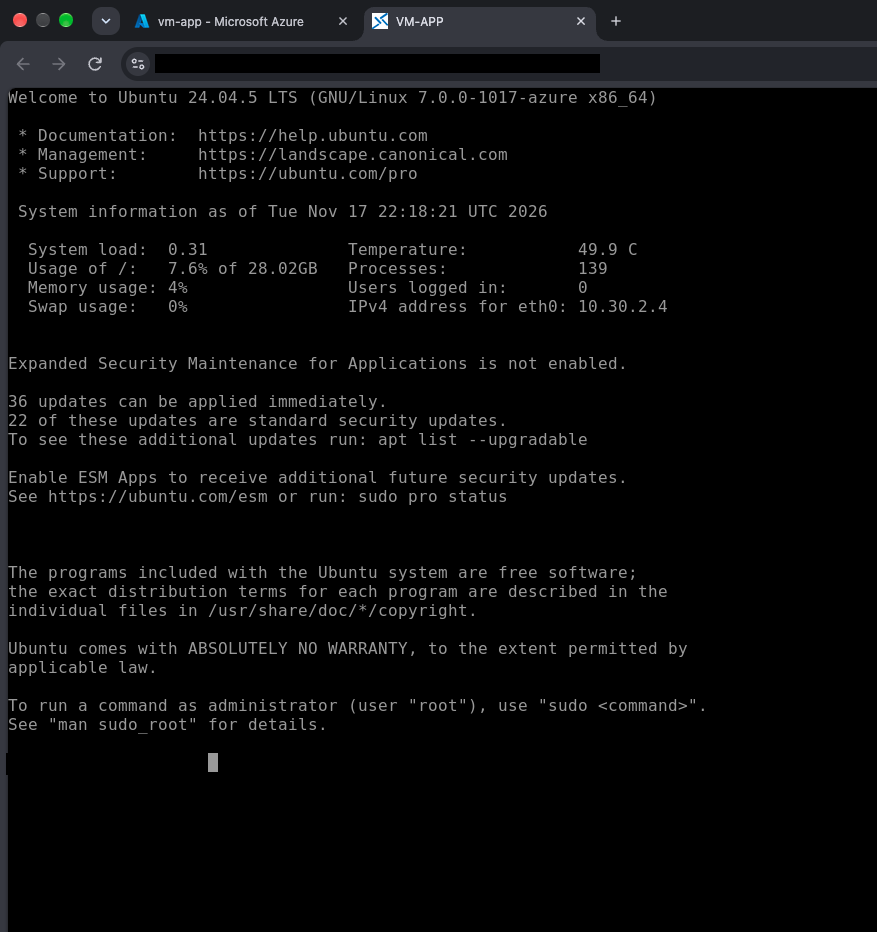 vm-app - Microsoft Azure
VM-APP
Welcome to Ubuntu 24.04.5 LTS (GNU/Linux 7.0.0-1017-azure x86_64)
* Documentation:  https://help.ubuntu.com
* Management:     https://landscape.canonical.com
* Support:        https://ubuntu.com/pro
System information as of Tue Nov 17 22:18:21 UTC 2026
System load:  0.31              Temperature:           49.9 C
Usage of /:   7.6% of 28.02GB   Processes:             139
Memory usage: 4%                Users logged in:       0
Swap usage:   0%                IPv4 address for eth0: 10.30.2.4
Expanded Security Maintenance for Applications is not enabled.
36 updates can be applied immediately.
22 of these updates are standard security updates.
To see these additional updates run: apt list --upgradable
Enable ESM Apps to receive additional future security updates.
See https://ubuntu.com/esm or run: sudo pro status
The programs included with the Ubuntu system are free software;
the exact distribution terms for each program are described in the
individual files in /usr/share/doc/*/copyright.
Ubuntu comes with ABSOLUTELY NO WARRANTY, to the extent permitted by
applicable law.
To run a command as administrator (user "root"), use "sudo <command>".
See "man sudo_root" for details.